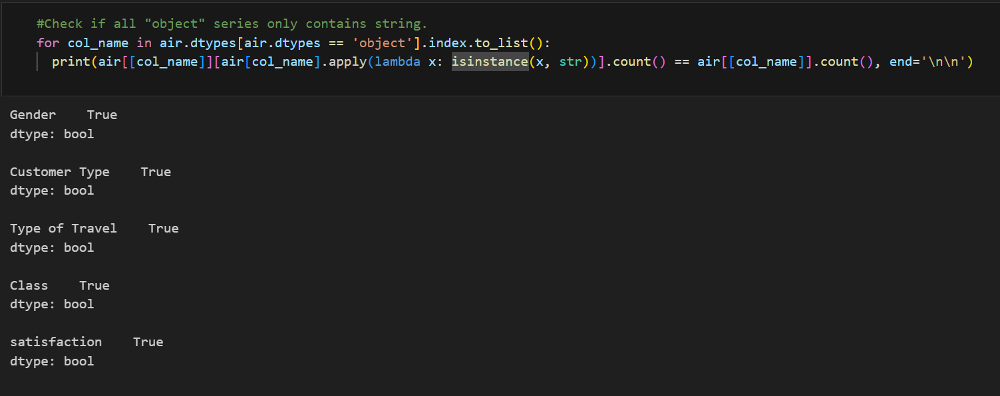 #Check if all "object" series only contains string.
for col_name in air.dtypes[air.dtypes == 'object'].index.to_list():
print(air[[col_name]][air[col_name].apply(lambda x: isinstance(x, str))].count() == air[[col_name]].count(), end='\n\n')
Gender    True
dtype: bool
Customer Type    True
dtype: bool
Type of Travel    True
dtype: bool
Class    True
dtype: bool
satisfaction    True
dtype: bool